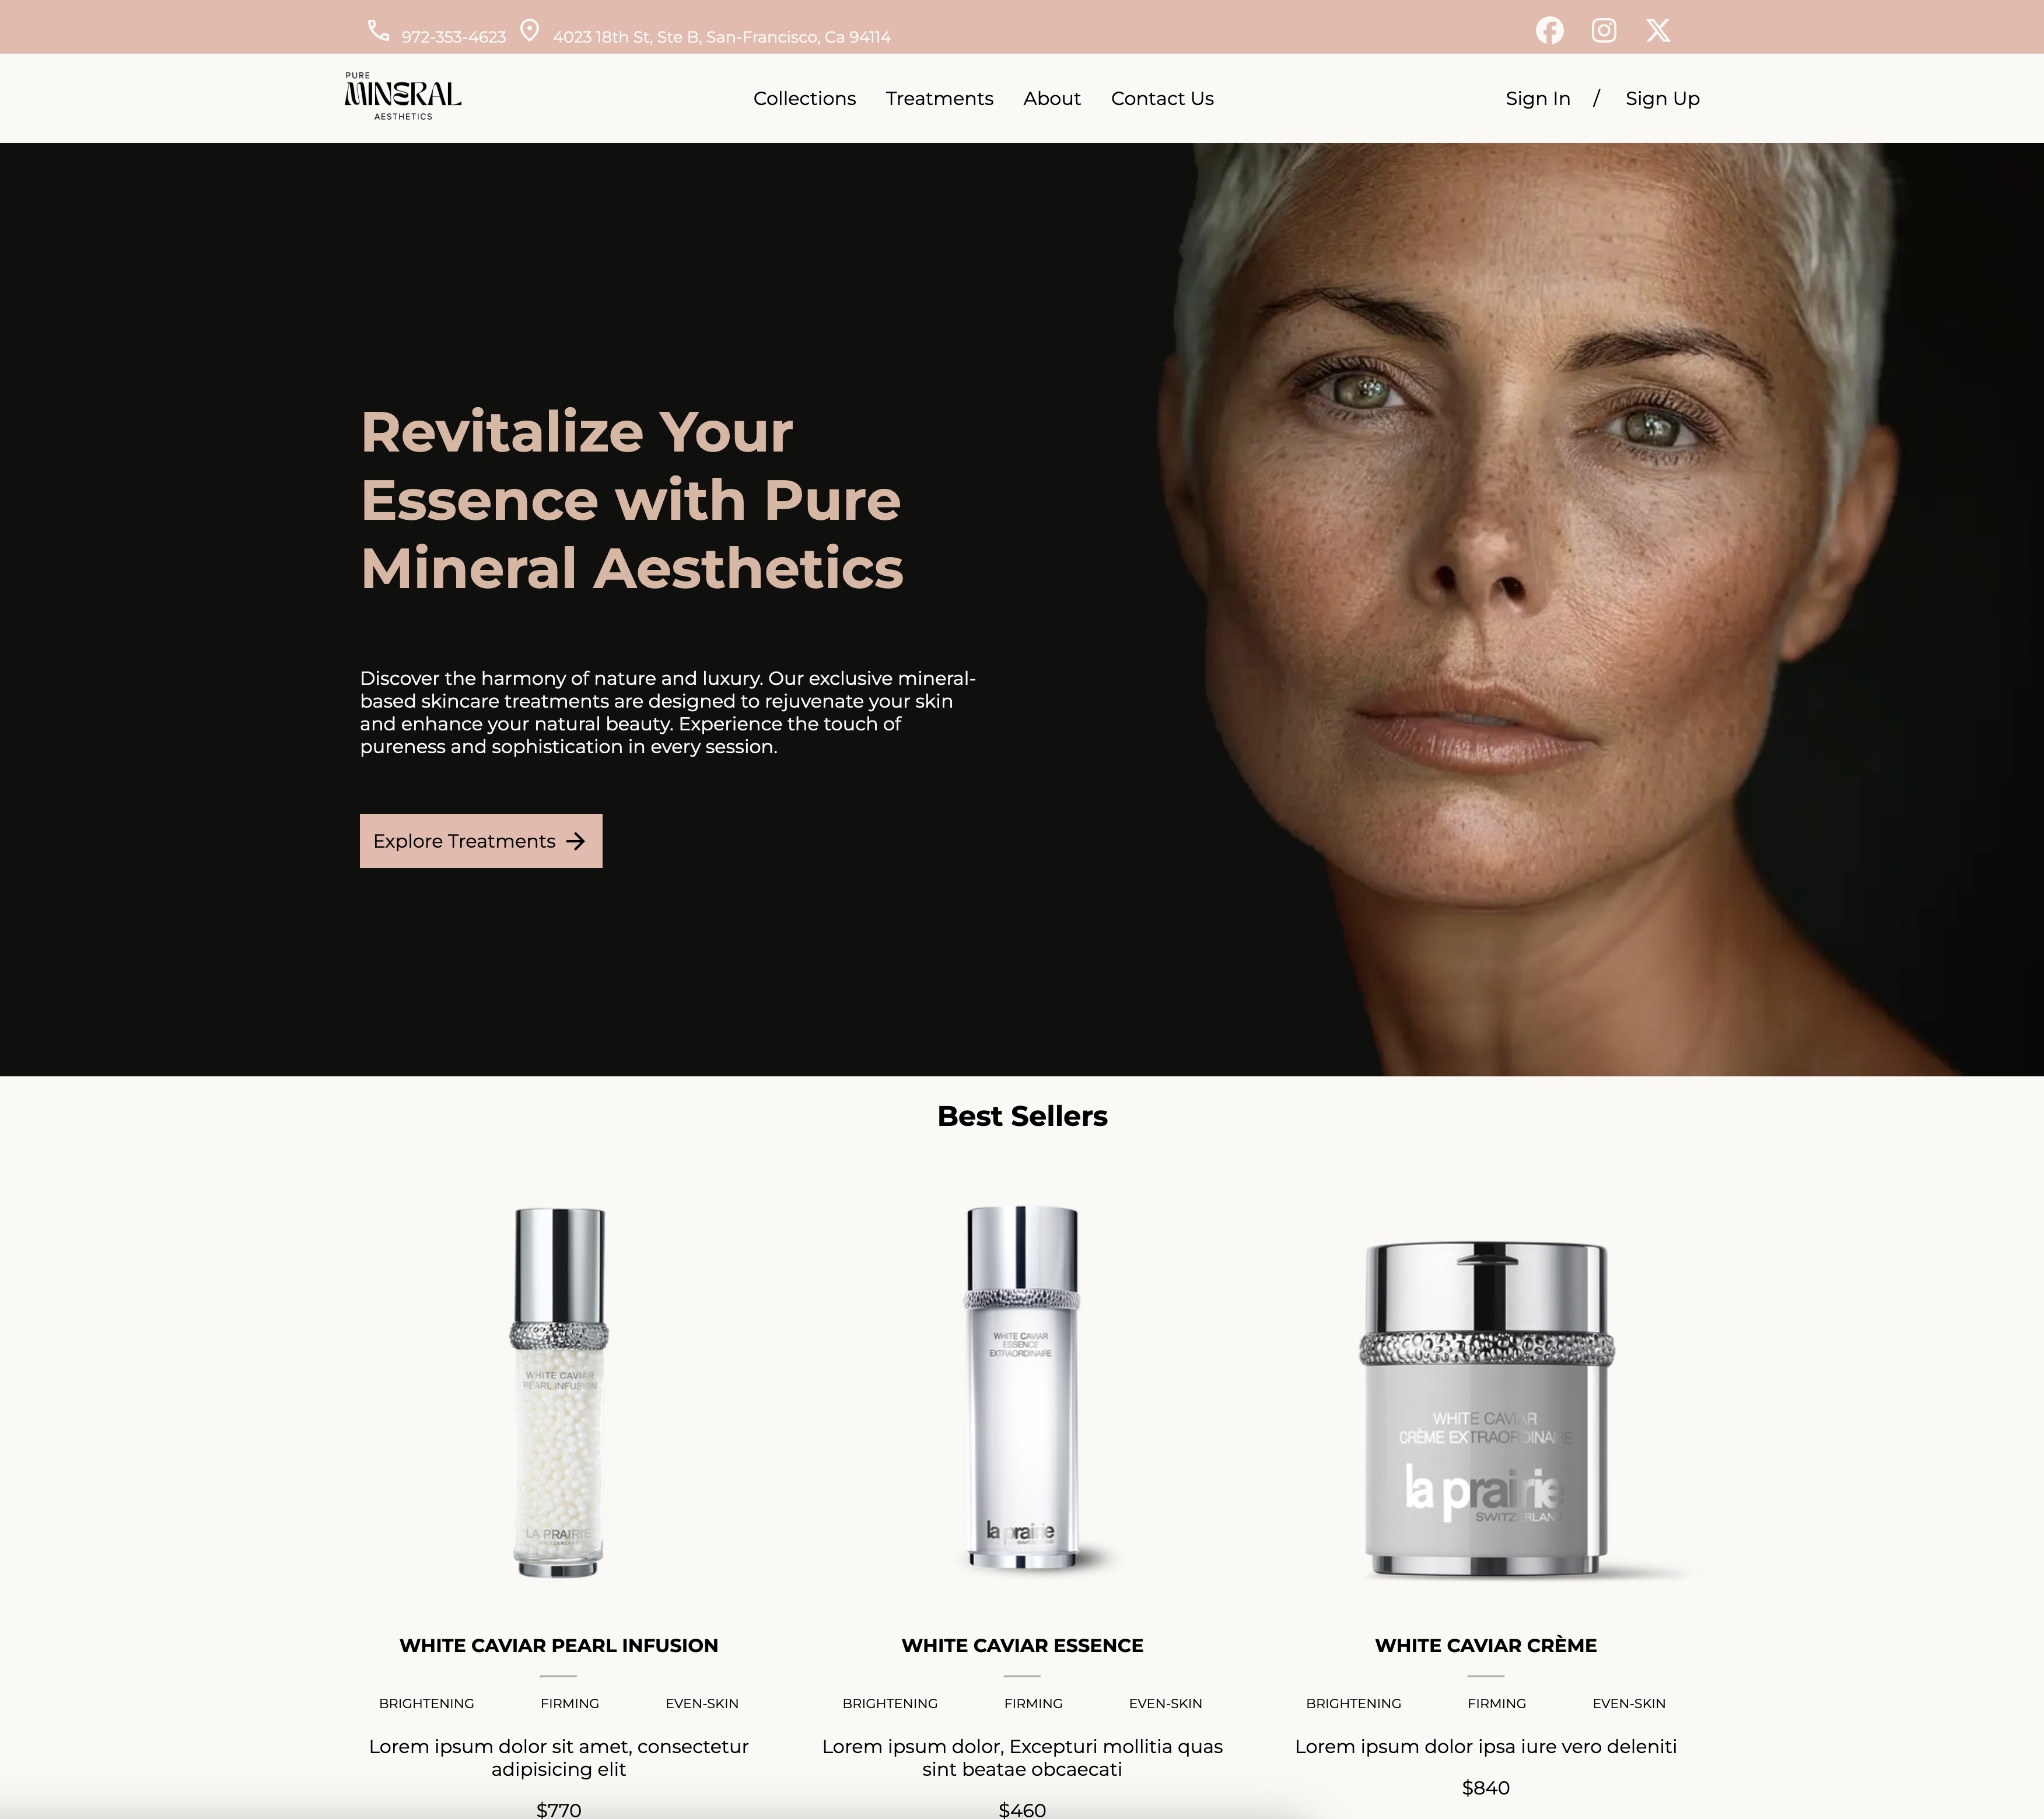 972-353-4623 4023 18th St, Ste B, San-Francisco, Ca 94114
PURE
MINERAL
AESTHETICS
Collections Treatments About Contact Us
Sign In / Sign Up
Revitalize Your
Essence with Pure
Mineral Aesthetics
Discover the harmony of nature and luxury. Our exclusive mineral-
based skincare treatments are designed to rejuvenate your skin
and enhance your natural beauty. Experience the touch of
pureness and sophistication in every session.
Explore Treatments
Best Sellers
WHITE CAVIAR
PEARL INFUSION
LA PRAIRIE
SWITZERLAND
WHITE CAVIAR
ESSENCE
EXTRAORDINAIRE
la prairie
SWITZERLAND
WHITE CAVIAR
CRÈME EXTRAORDINAIRE
la prairie
SWITZERLAND
WHITE CAVIAR PEARL INFUSION
BRIGHTENING FIRMING EVEN-SKIN
Lorem ipsum dolor sit amet, consectetur
adipisicing elit
$770
WHITE CAVIAR ESSENCE
BRIGHTENING FIRMING EVEN-SKIN
Lorem ipsum dolor, Excepturi mollitia quas
sint beatae obcaecati
$460
WHITE CAVIAR CRÈME
BRIGHTENING FIRMING EVEN-SKIN
Lorem ipsum dolor ipsa iure vero deleniti
$840